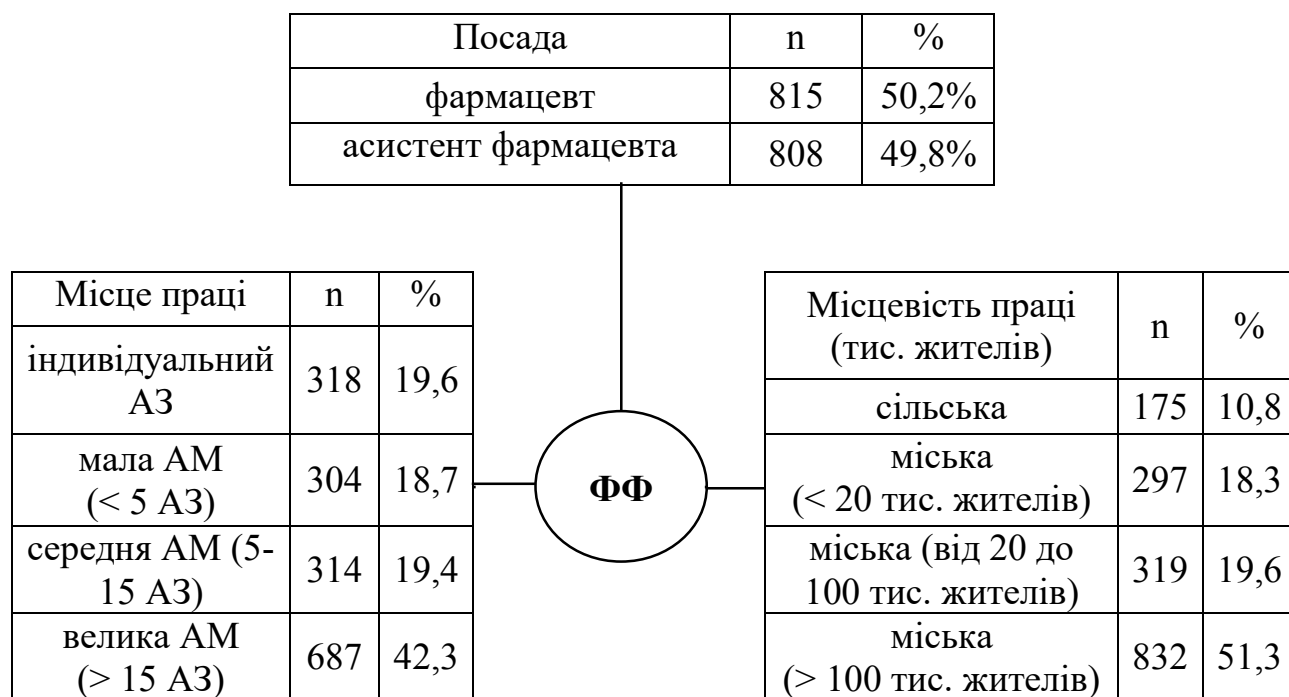 Посада n %
фармацевт 815 50,2%
асистент фармацевта 808 49,8%
Місце праці n %
індивідуальний
АЗ 318 19,6
мала АМ
(< 5 АЗ) 304 18,7
середня АМ (5-
15 АЗ) 314 19,4
велика АМ
(> 15 АЗ) 687 42,3
ФФ
Місцевість праці
(тис. жителів) n %
сільська 175 10,8
міська
(< 20 тис. жителів) 297 18,3
міська (від 20 до
100 тис. жителів) 319 19,6
міська
(> 100 тис. жителів) 832 51,3